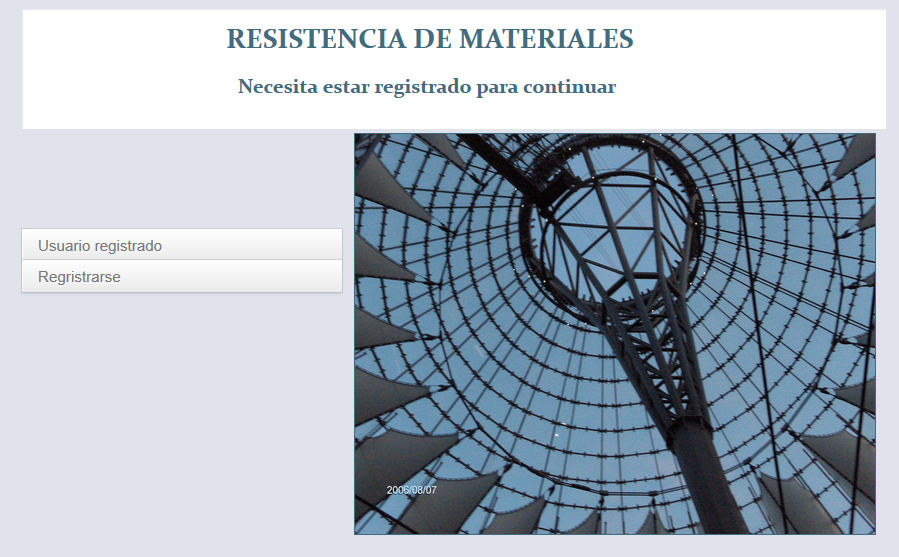 RESISTENCIA DE MATERIALES
Necesita estar registrado para continuar
Usuario registrado
Regristrarse
2006/08/07